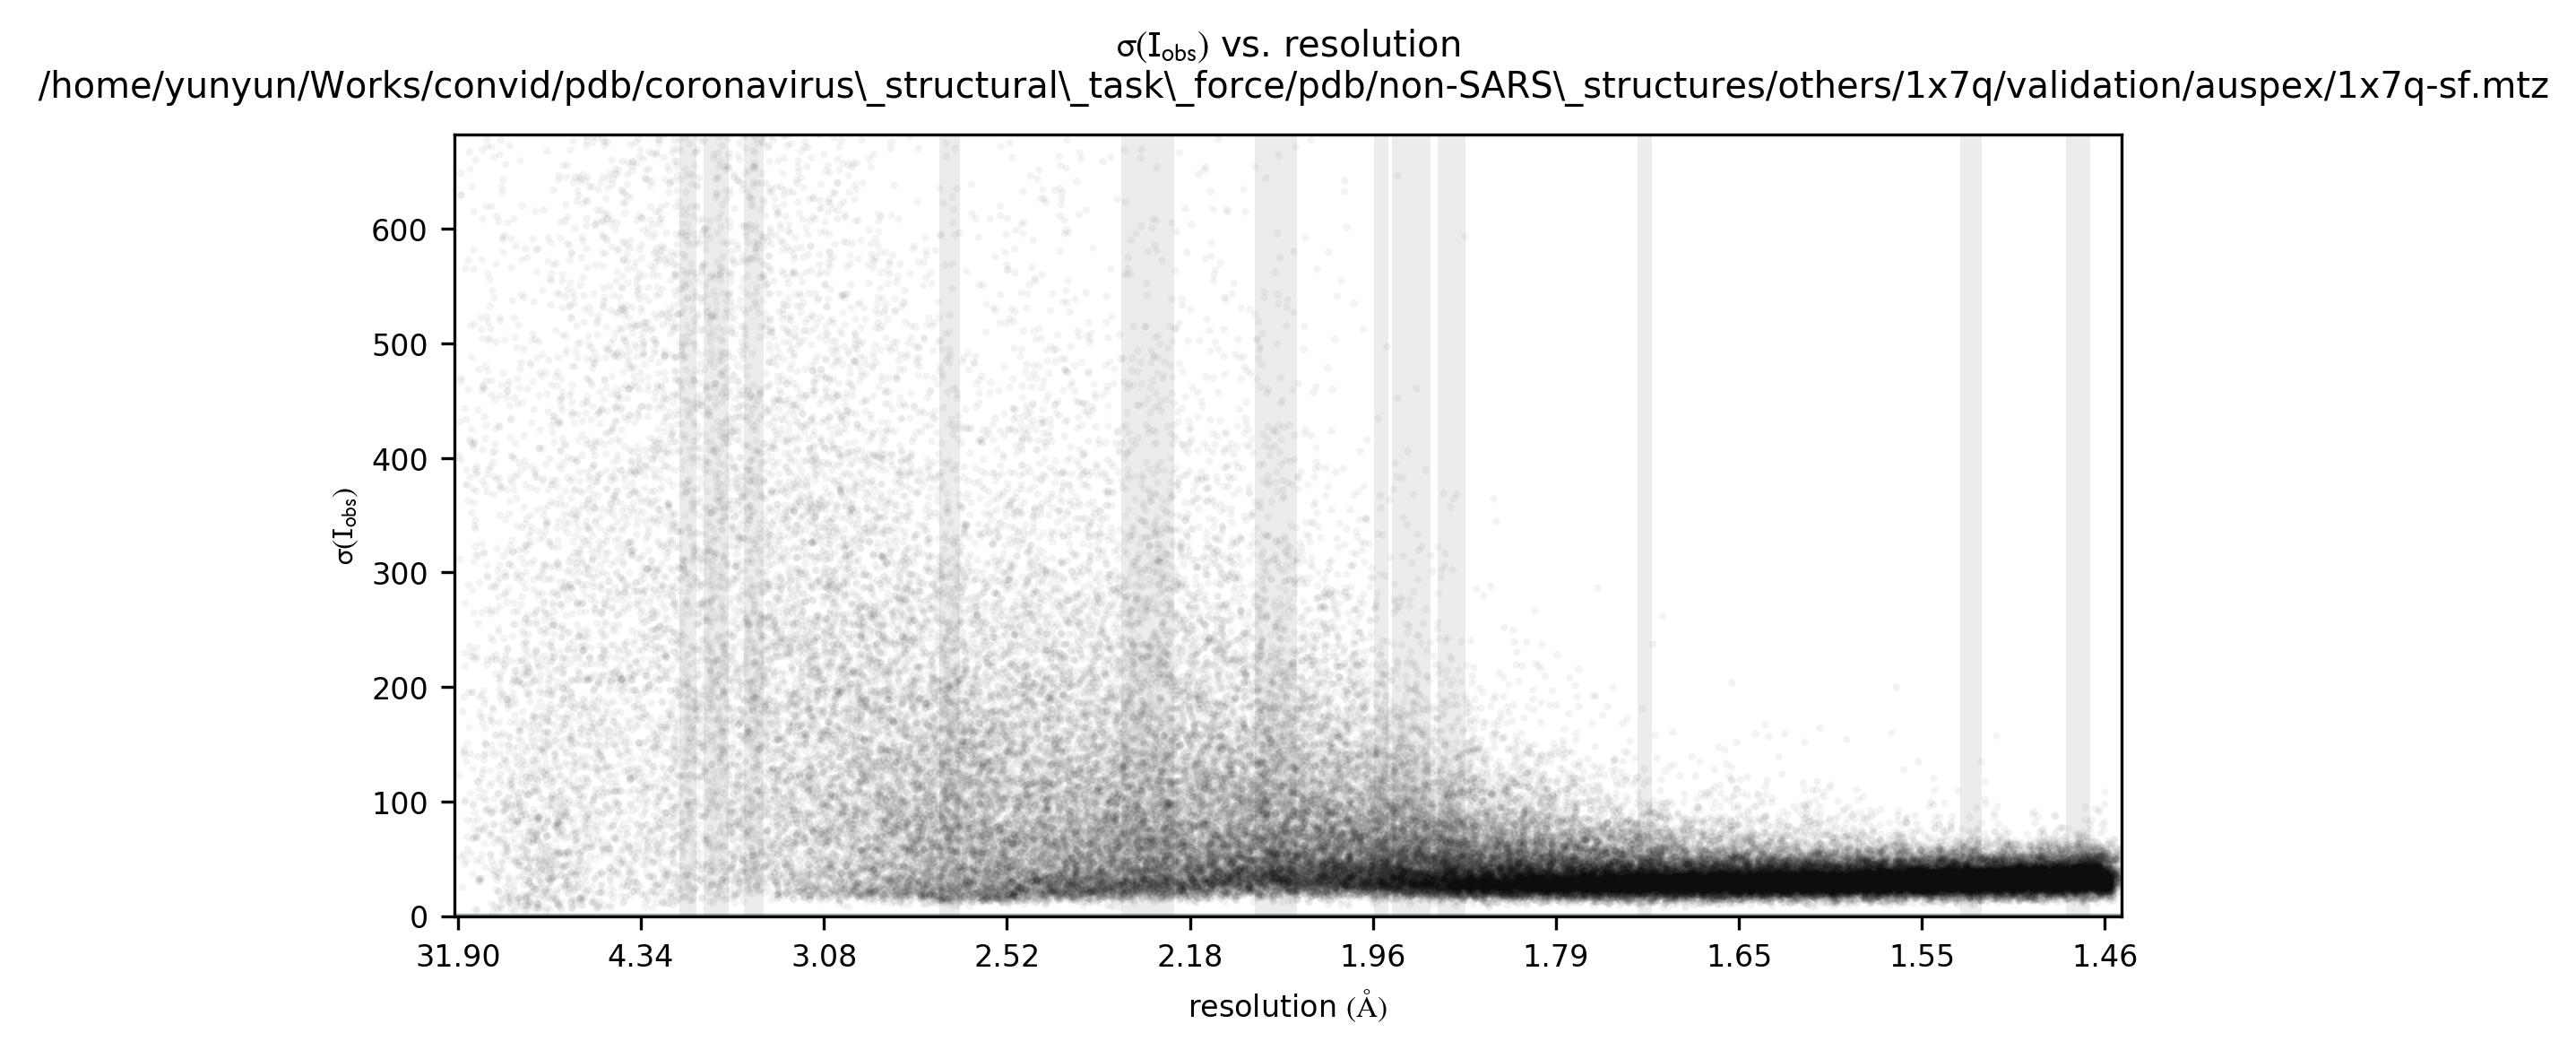 σ(Iobs) vs. resolution
/home/yunyun/Works/convid/pdb/coronavirus\_structural\_task\_force/pdb/non-SARS\_structures/others/1x7q/validation/auspex/1x7q-sf.mtz
600
500
400
300
200
100
0
σ(Iobs)
31.90 4.34 3.08 2.52 2.18 1.96 1.79 1.65 1.55 1.46
resolution (Å)